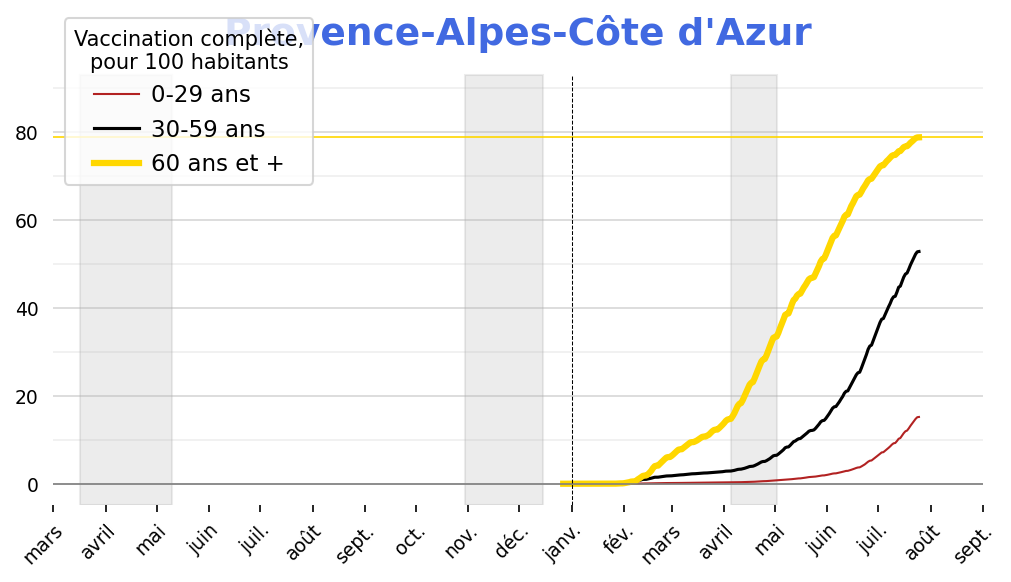 Provence-Alpes-Côte d'Azur
Vaccination complète,
pour 100 habitants
0-29 ans
30-59 ans
60 ans et +
80
60
40
20
0
mars
avril
mai
juin
juil.
août
sept.
oct.
nov.
déc.
janv.
fév.
mars
avril
mai
juin
juil.
août
sept.